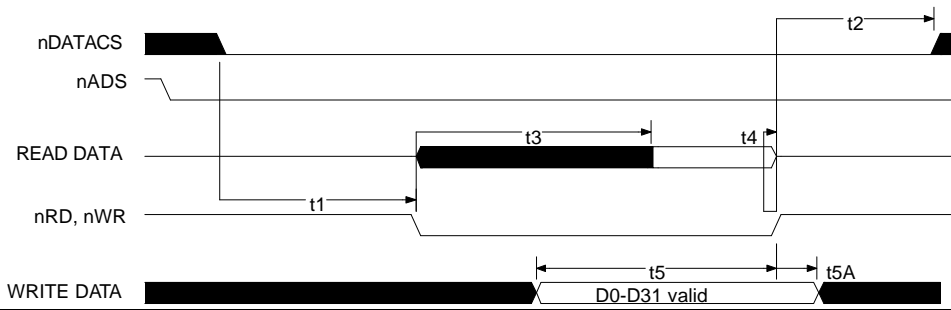 t2
nDATACS
nADS
t3
t4
READ DATA
t1
nRD, nWR
t5
t5A
WRITE DATA
D0-D31 valid